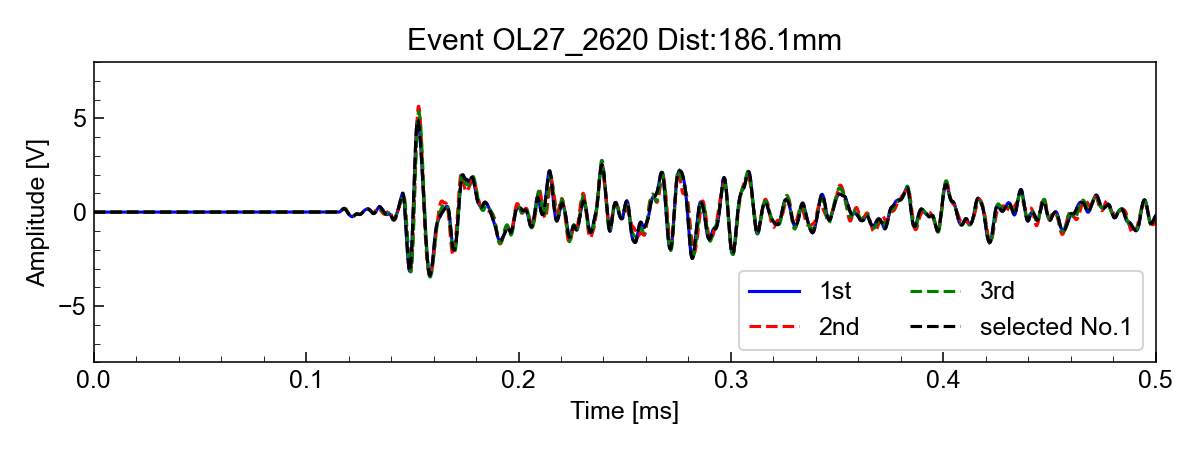 Event OL27_2620 Dist:186.1mm
Amplitude [V]
5
0
−5
1st
2nd
3rd
selected No.1
0.0 0.1 0.2 0.3 0.4 0.5
Time [ms]